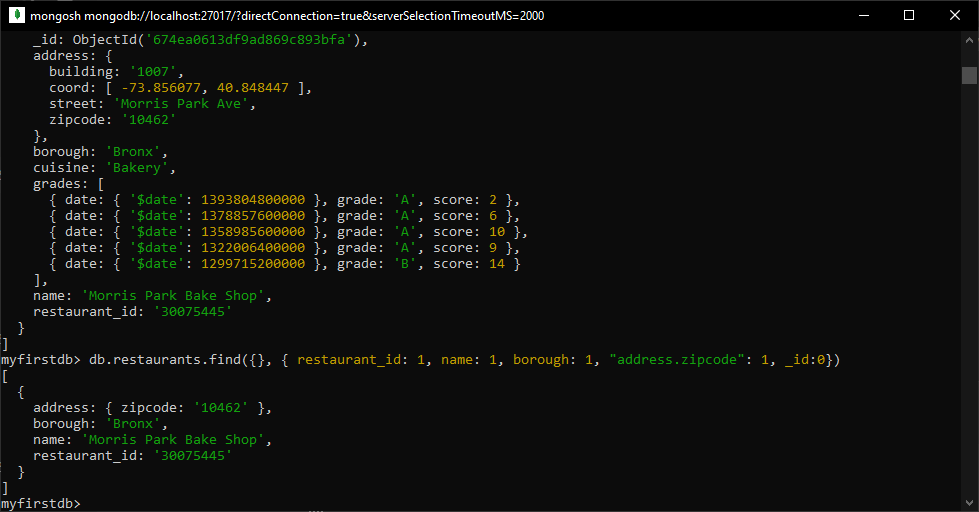 mongosh mongodb://localhost:27017/?directConnection=true&serverSelectionTimeoutMS=2000
    _id: ObjectId('674ea0613df9ad869c893bfa'),
    address: {
      building: '1007',
      coord: [ -73.856077, 40.848447 ],
      street: 'Morris Park Ave',
      zipcode: '10462'
    },
    borough: 'Bronx',
    cuisine: 'Bakery',
    grades: [
      { date: { '$date': 1393804800000 }, grade: 'A', score: 2 },
      { date: { '$date': 1378857600000 }, grade: 'A', score: 6 },
      { date: { '$date': 1358985600000 }, grade: 'A', score: 10 },
      { date: { '$date': 1322006400000 }, grade: 'A', score: 9 },
      { date: { '$date': 1299715200000 }, grade: 'B', score: 14 }
    ],
    name: 'Morris Park Bake Shop',
    restaurant_id: '30075445'
  }
]
myfirstdb> db.restaurants.find({}, { restaurant_id: 1, name: 1, borough: 1, "address.zipcode": 1, _id:0})
[
  {
    address: { zipcode: '10462' },
    borough: 'Bronx',
    name: 'Morris Park Bake Shop',
    restaurant_id: '30075445'
  }
]
myfirstdb>